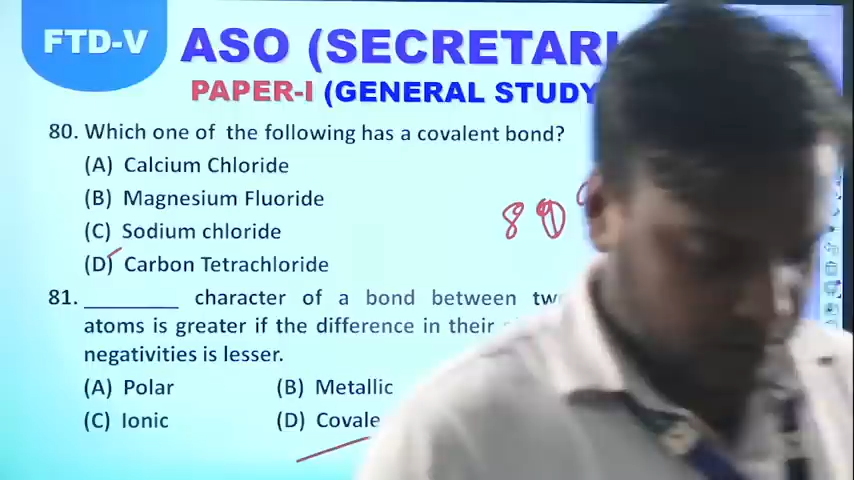 FTD-V
ASO (SECRETARI
PAPER-I (GENERAL STUDY
80. Which one of the following has a covalent bond?
(A) Calcium Chloride
(B) Magnesium Fluoride
(C) Sodium chloride
(D) Carbon Tetrachloride
81. ________ character of a bond between two
atoms is greater if the difference in their
negativities is lesser.
(A) Polar (B) Metallic
(C) Ionic (D) Covale